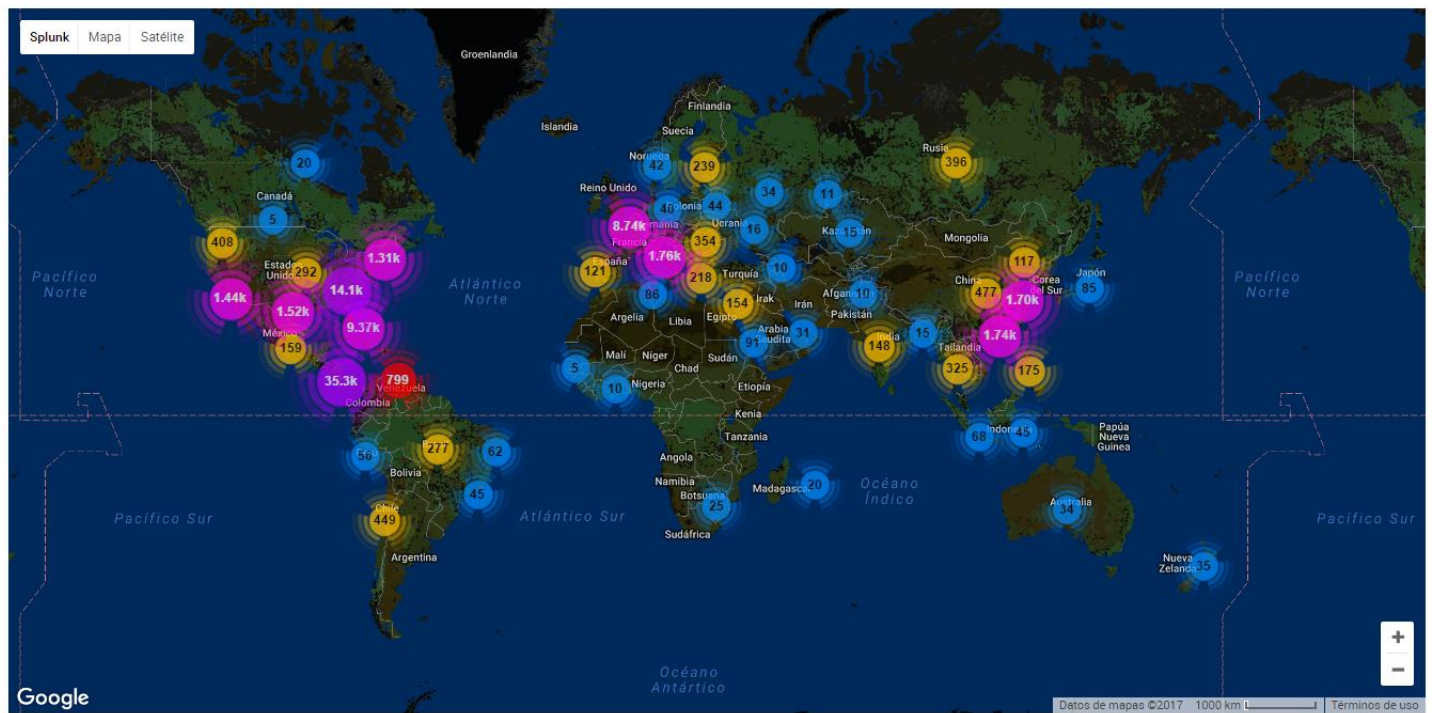 Splunk Mapa Satélite
Groenlandia
Finlandia
Islandia
Suecia
Rusia
Noruega
20
42
239
396
Canadá
Reino Unido
34
11
5
40
44
8.74k
Ucrania
16
Kazajistán
15
408
Francia
354
Mongolia
1.31k
1.76k
117
Estados
Unidos
292
España
121
218
Turquía
10
China
Corea
del Sur
Japón
Pacífico
Norte
Atlántico
Norte
Pacífico
Norte
14.1k
86
477
85
1.44k
1.52k
154
Irak
Irán
Afganistán
10
1.70k
Argelia
Libia
Egipto
Pakistán
9.37k
México
Arabia
Saudita
91
31
India
148
15
1.74k
159
Malí
Níger
Sudán
Tailandia
5
Chad
325
175
35.3k
799
Venezuela
10
Nigeria
Etiopía
Colombia
Kenia
277
62
Tanzania
68
45
Papúa
Nueva
Guinea
56
Bolivia
Angola
Namibia
Botsuana
Madagascar
20
Océano
Índico
45
25
Australia
34
Pacífico Sur
Chile
449
Atlántico Sur
Pacífico Sur
Sudáfrica
Argentina
Nueva
Zelanda
35
+
Océano
Antártico
−
Google
Datos de mapas ©2017 1000 km Términos de uso